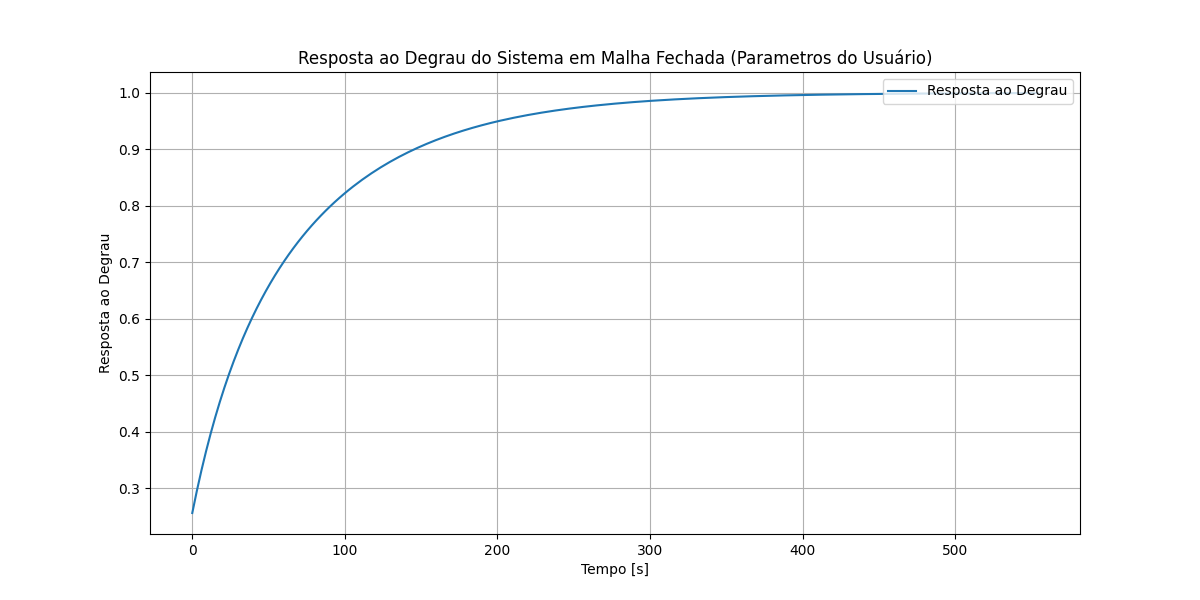 Resposta ao Degrau do Sistema em Malha Fechada (Parametros do Usuário)
Resposta ao Degrau
1.0
0.9
0.8
0.7
0.6
0.5
0.4
0.3
Resposta ao Degrau
0 100 200 300 400 500
Tempo [s]